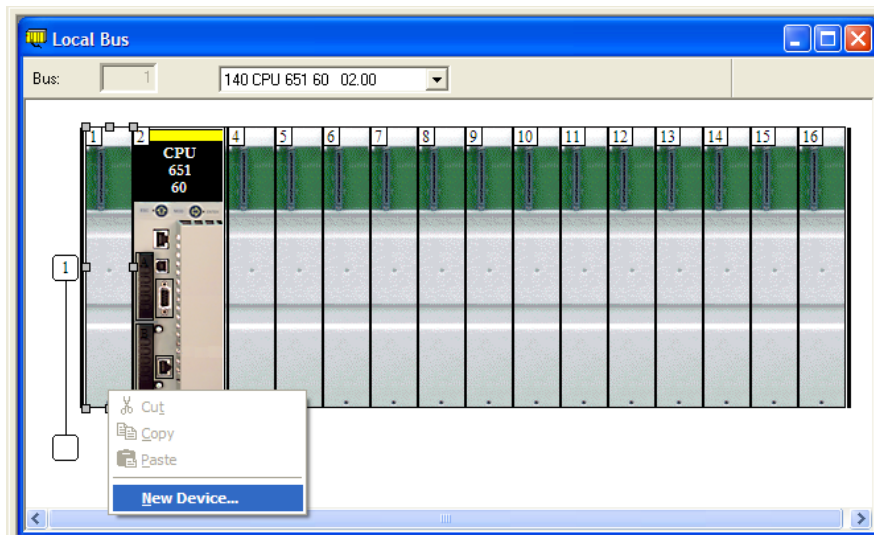 Local Bus
Bus: 1 140 CPU 651 60 02.00
1 2 4 5 6 7 8 9 10 11 12 13 14 15 16
CPU
651
60
1
Cut
Copy
Paste
New Device...